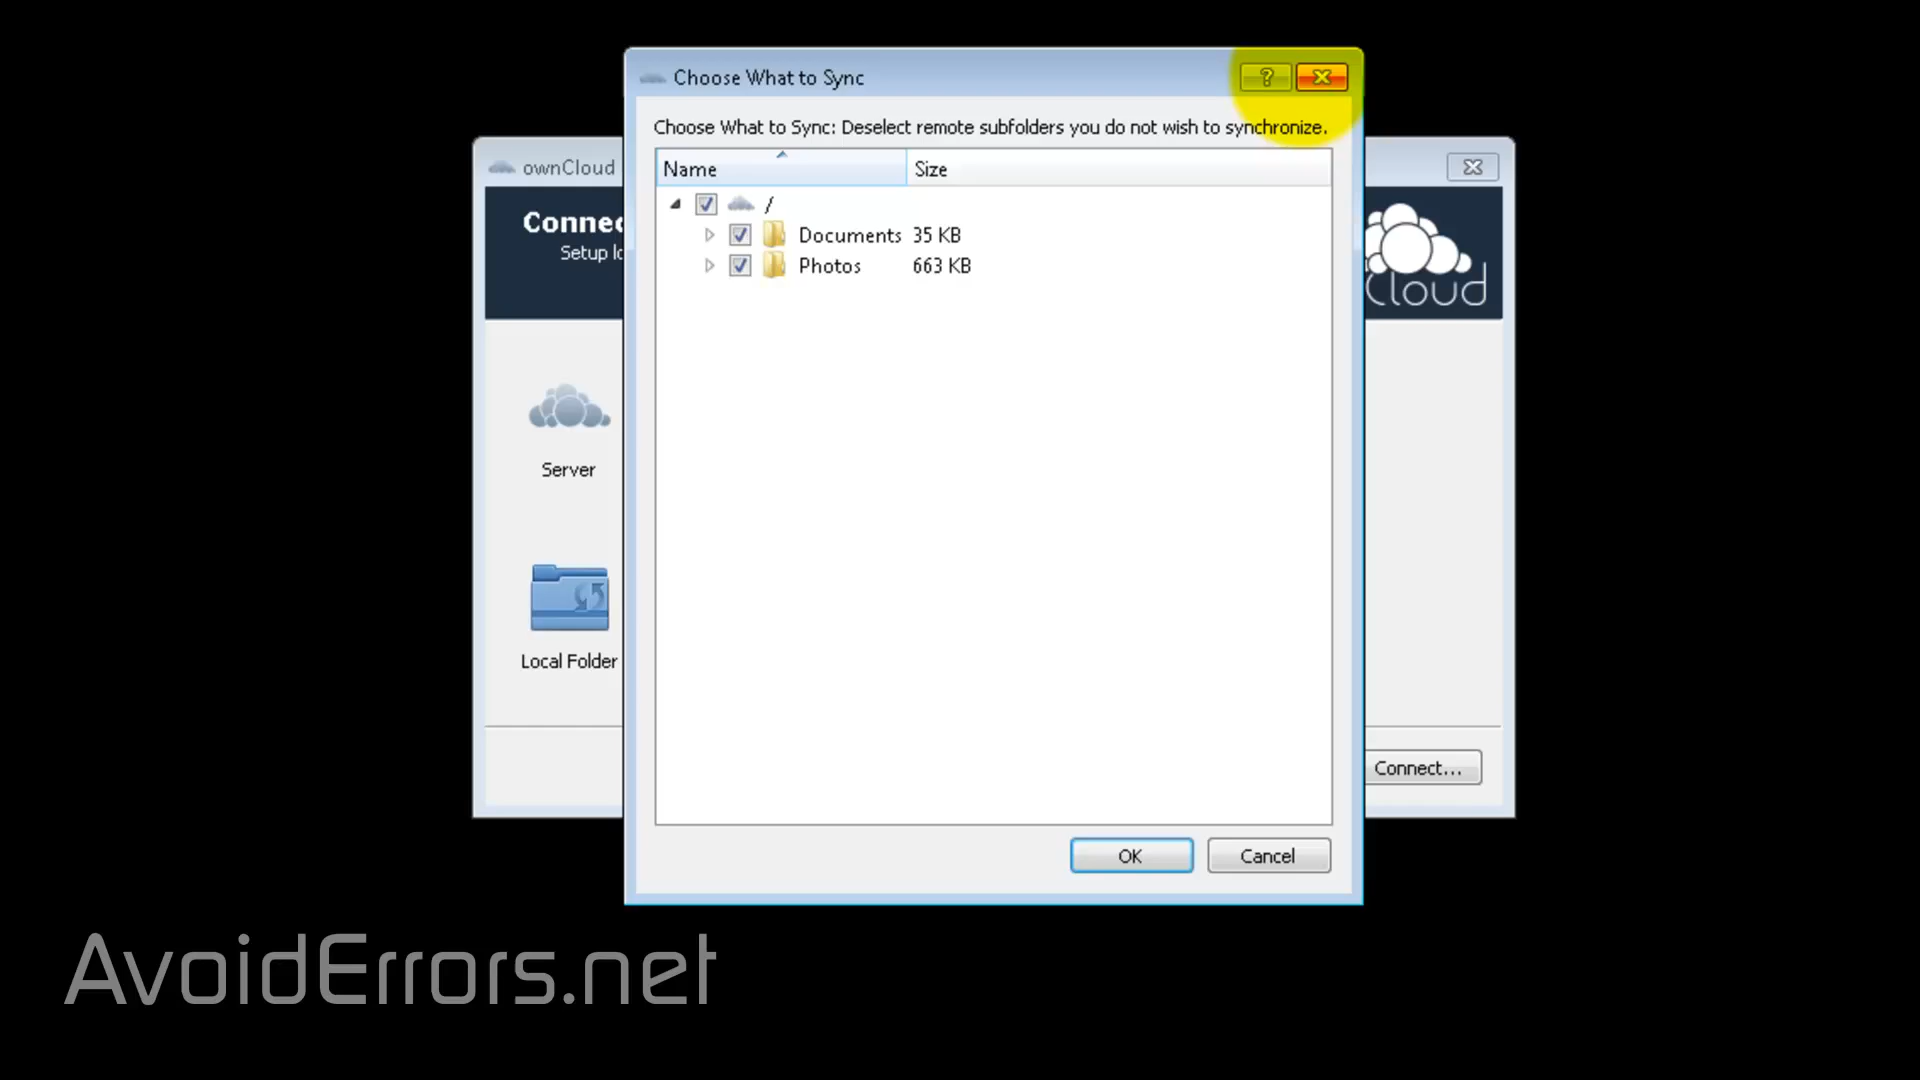 Choose What to Sync
?
Choose What to Sync: Deselect remote subfolders you do not wish to synchronize.
Name Size
/
Documents 35 KB
Photos 663 KB
OK Cancel
ownCloud
Connec
Setup lo
Cloud
Server
Local Folder
Connect...
AvoidErrors.net